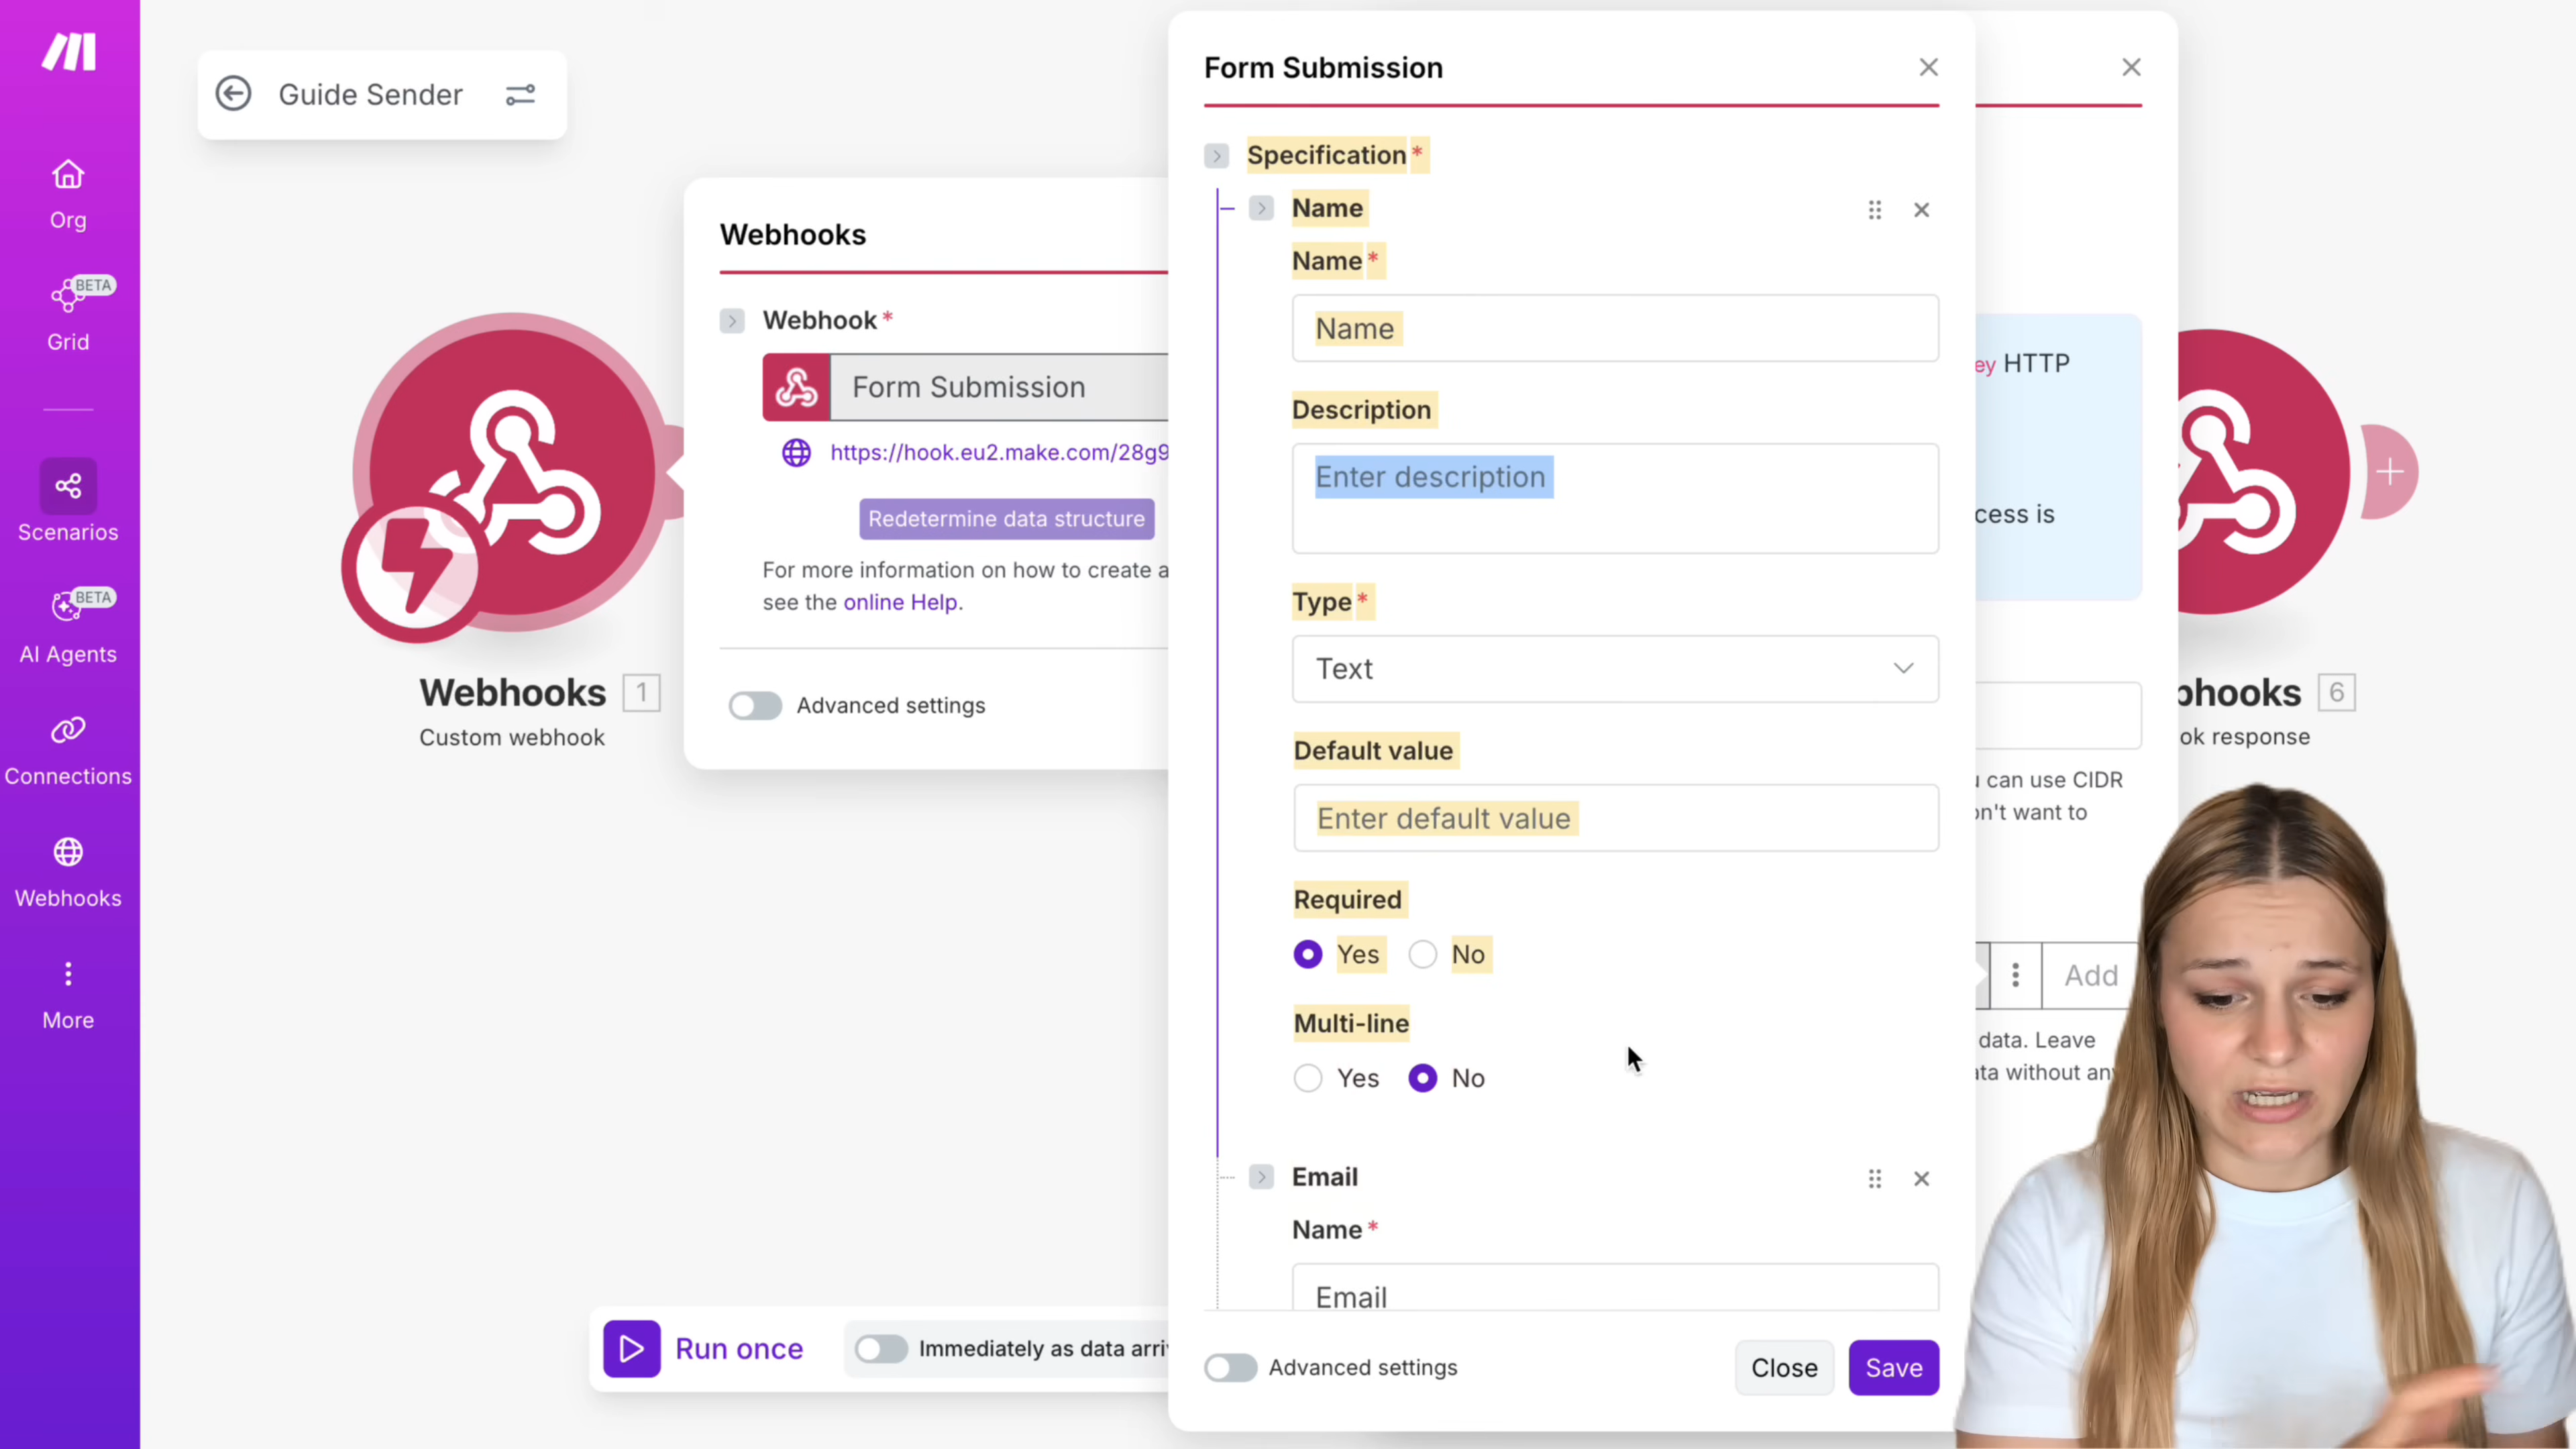 Guide Sender
Org
BETA
Grid
Scenarios
BETA
AI Agents
Connections
Webhooks
More
Webhooks 1
Custom webhook
Webhooks
Webhook *
Form Submission
https://hook.eu2.make.com/28g9
Redetermine data structure
For more information on how to create a
see the online Help.
Advanced settings
Run once
Immediately as data arri
Form Submission
Specification *
Name
Name *
Name
Description
Enter description
Type *
Text
Default value
Enter default value
Required
Yes No
Multi-line
Yes No
Email
Name *
Email
Advanced settings
Close
Save
ey HTTP
cess is
u can use CIDR
on't want to
Add
data. Leave
ata without any
bhooks 6
ok response